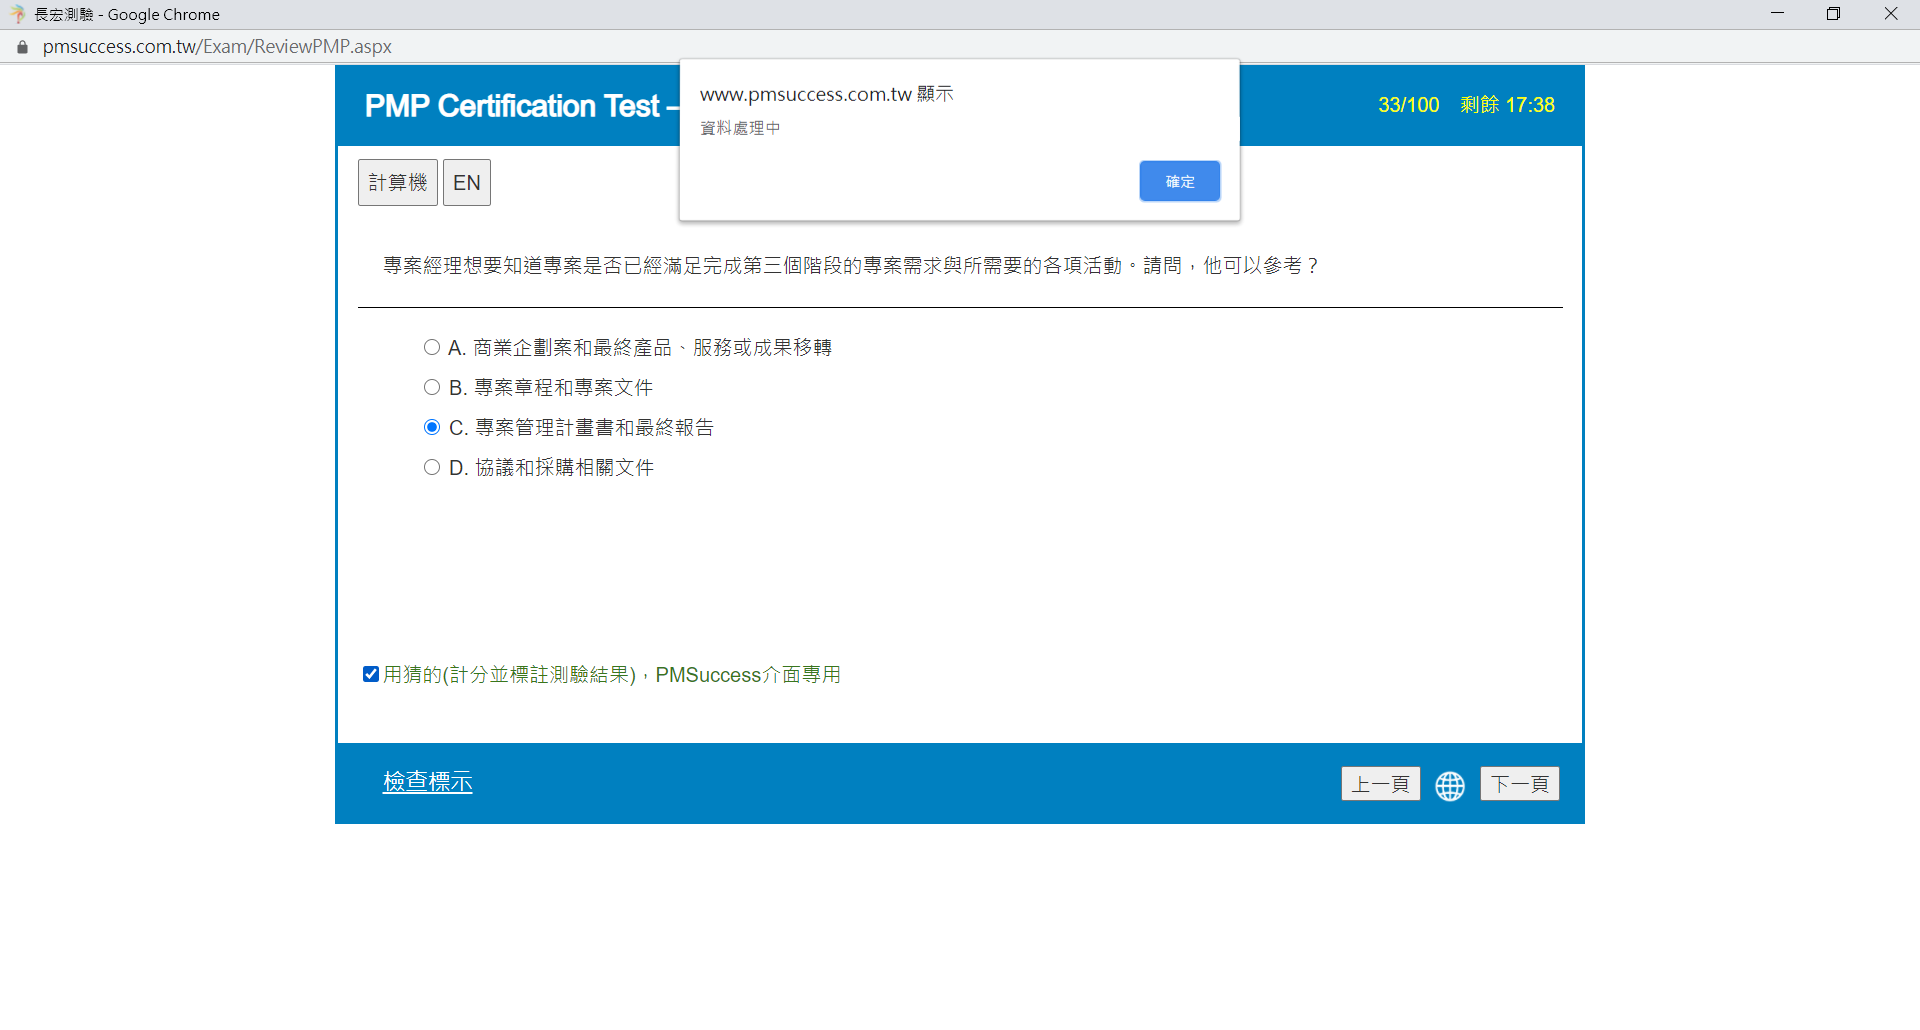 長宏測驗 - Google Chrome
pmsuccess.com.tw/Exam/ReviewPMP.aspx
www.pmsuccess.com.tw 顯示
資料處理中
確定
PMP Certification Test –
33/100 剩餘 17:38
計算機 EN
專案經理想要知道專案是否已經滿足完成第三個階段的專案需求與所需要的各項活動。請問，他可以參考？
A. 商業企劃案和最終產品、服務或成果移轉
B. 專案章程和專案文件
C. 專案管理計畫書和最終報告
D. 協議和採購相關文件
用猜的(計分並標註測驗結果)，PMSuccess介面專用
檢查標示
上一頁 下一頁